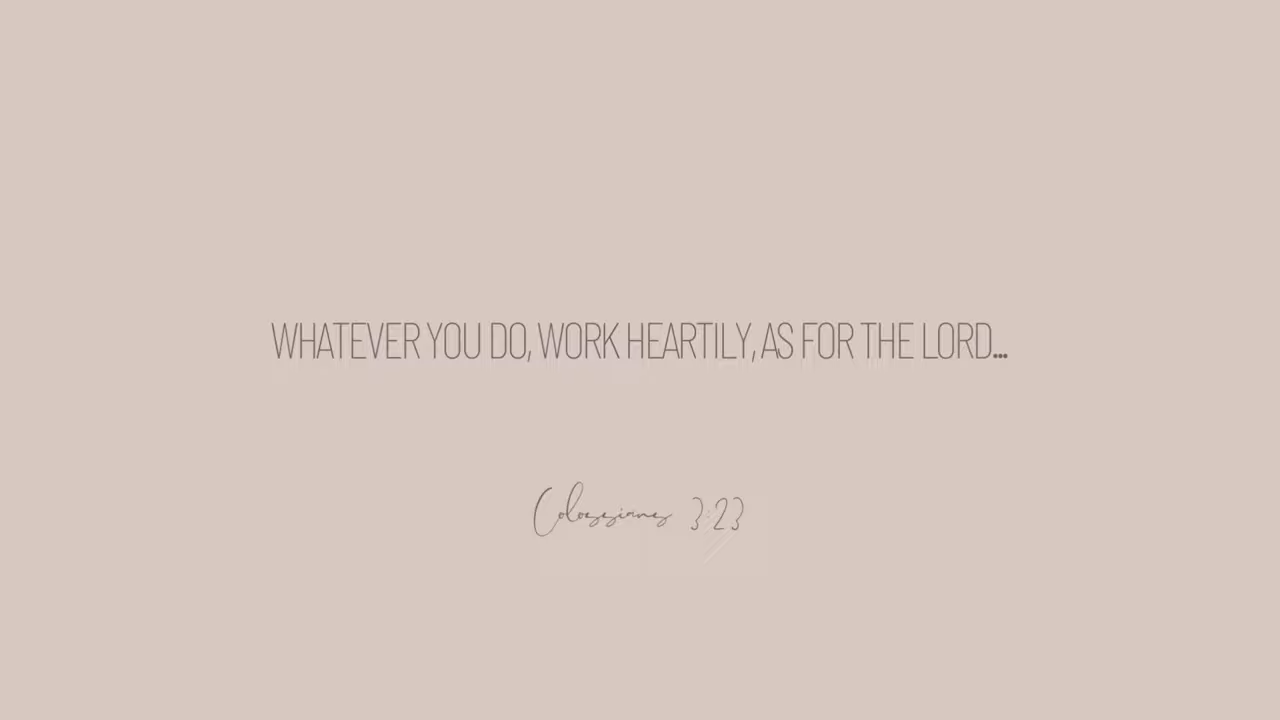 WHATEVER YOU DO, WORK HEARTILY, AS FOR THE LORD...
Colossians 3:23